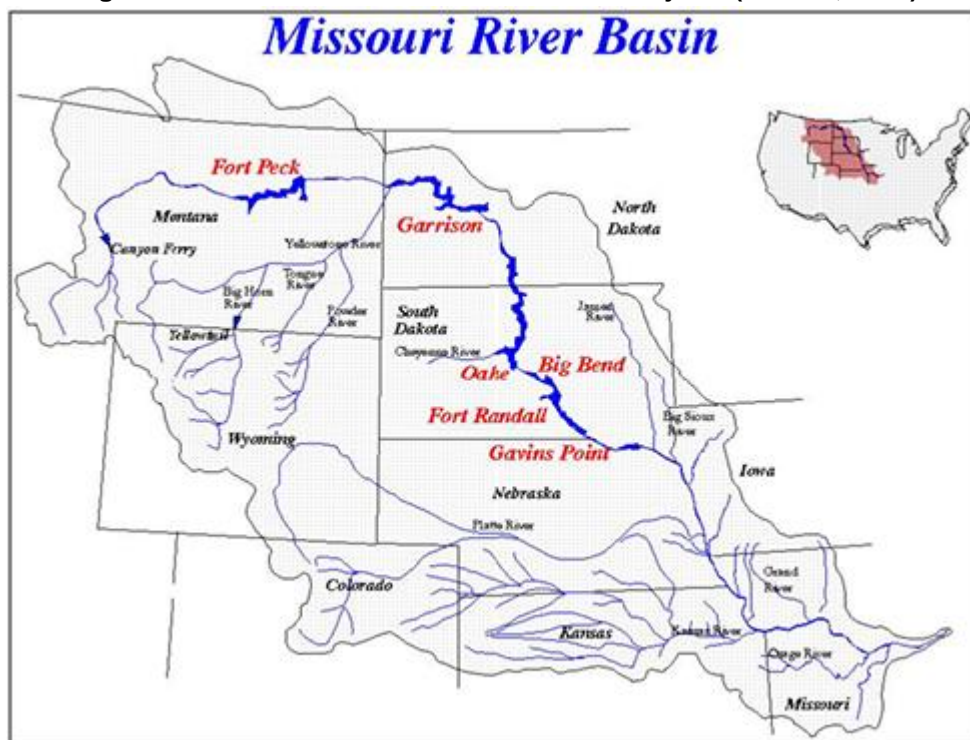 Missouri River Basin
Fort Peck
Montana
Garrison
North
Dakota
Canyon Ferry
Yellowstone River
Tongue
River
Big Horn
River
Powder
River
South
Dakota
James
River
Yellowtail
Cheyenne River
Oahe
Big Bend
Fort Randall
Big Sioux
River
Wyoming
Gavins Point
Iowa
Nebraska
Platte River
Colorado
Grand
River
Kansas
Kansas River
Osage River
Missouri